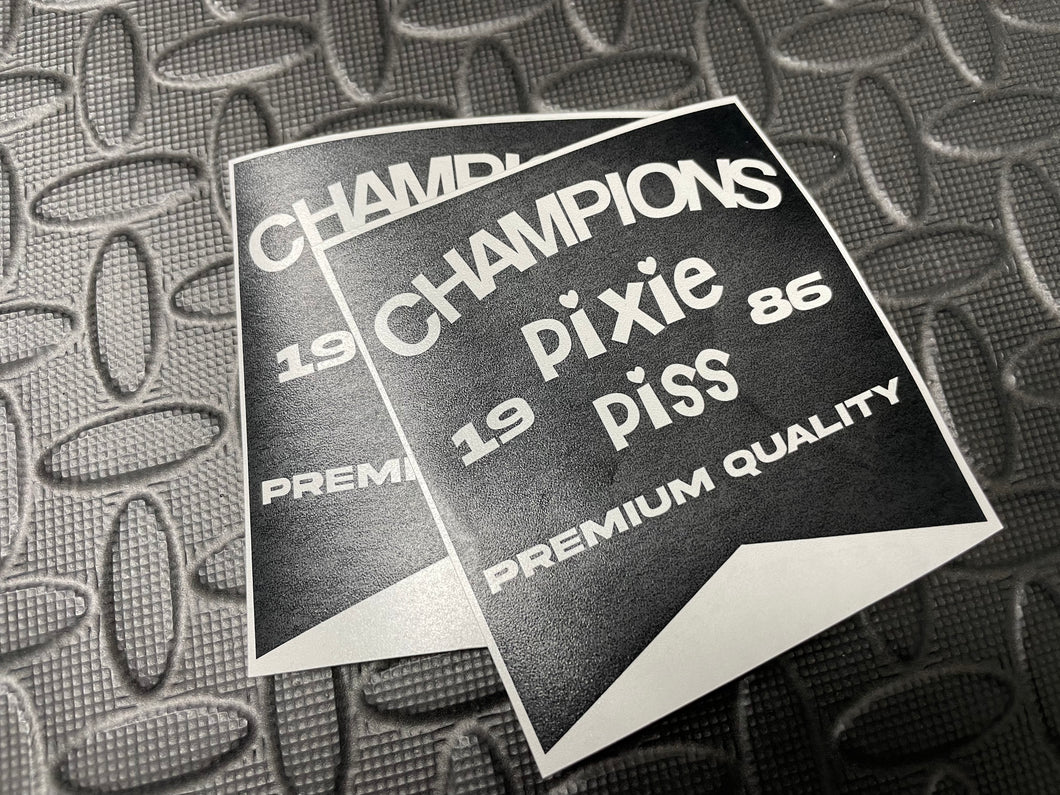 CHAMPI
19
PREMI
CHAMPIONS
pixie
19 86
piss
PREMIUM QUALITY